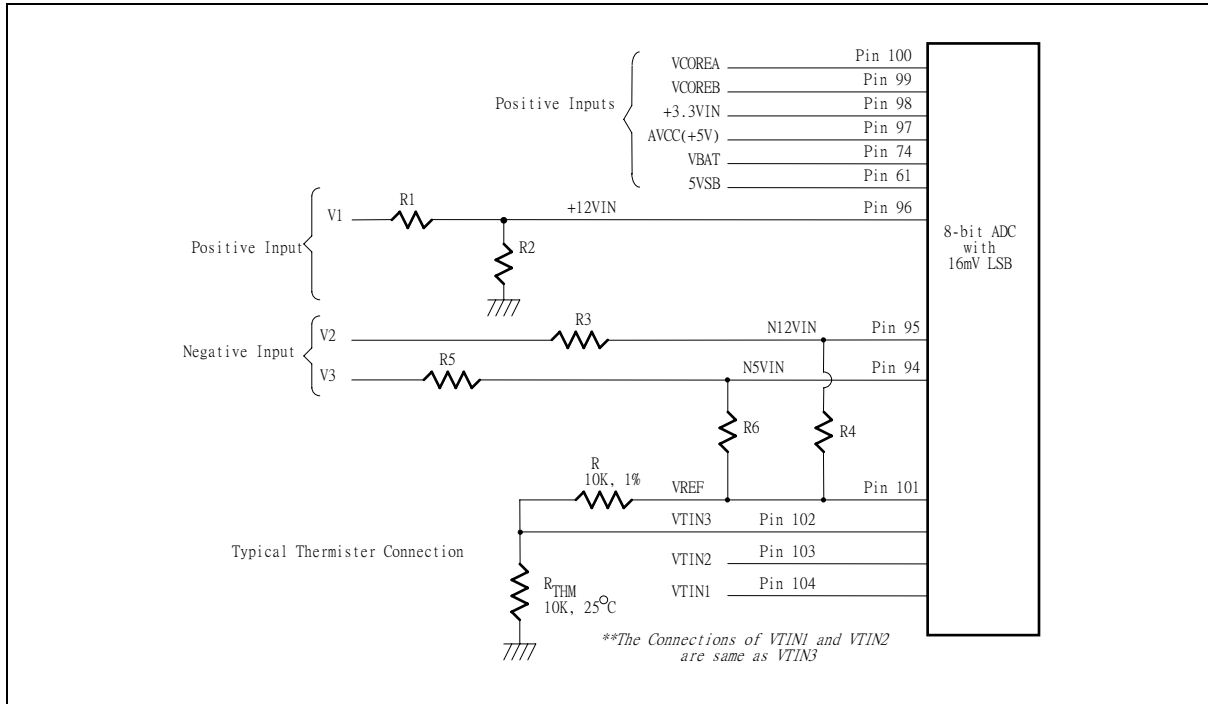 Positive Inputs
VCOREA Pin 100
VCOREB Pin 99
+3.3VIN Pin 98
AVCC(+5V) Pin 97
VBAT Pin 74
5VSB Pin 61
Positive Input
V1 R1 +12VIN Pin 96
R2
8-bit ADC
with
16mV LSB
Negative Input
V2 R3 N12VIN Pin 95
V3 R5 N5VIN Pin 94
R6 R4
R
10K, 1%
VREF Pin 101
VTIN3 Pin 102
Typical Thermister Connection
VTIN2 Pin 103
VTIN1 Pin 104
RTHM
10K, 25°C
**The Connections of VTIN1 and VTIN2
are same as VTIN3